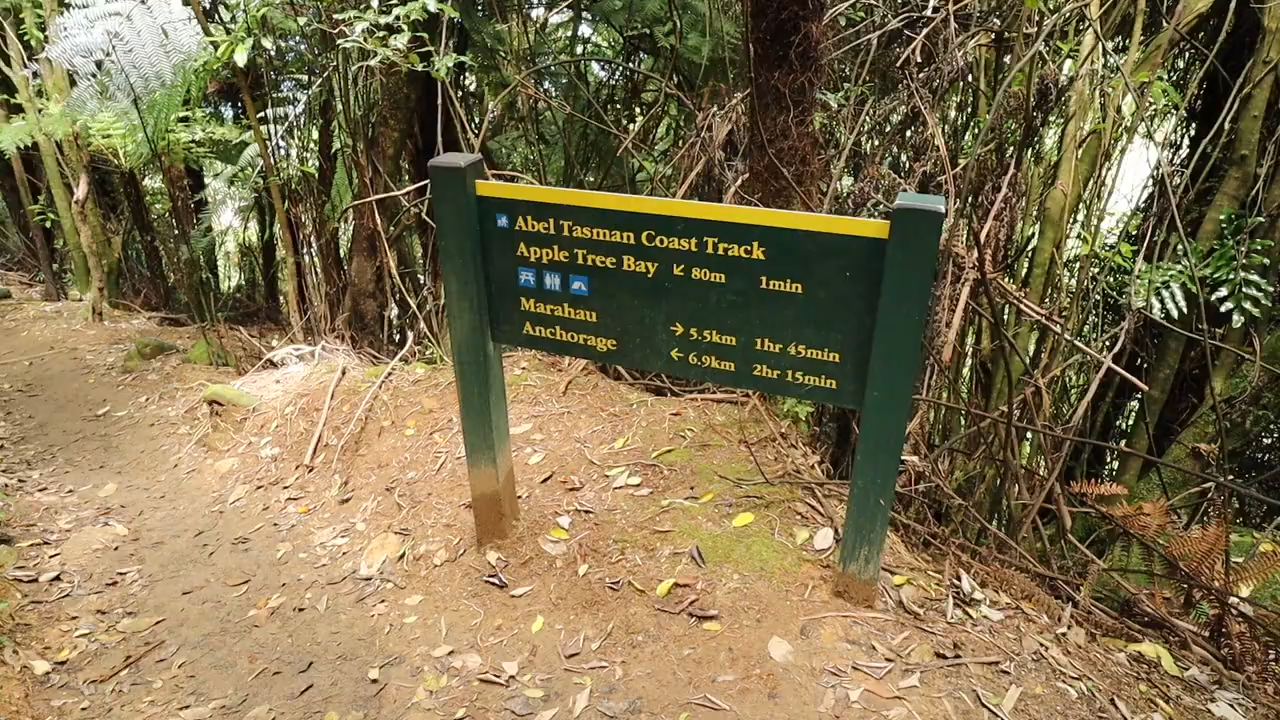 Abel Tasman Coast Track
Apple Tree Bay ↙ 80m 1min
Marahau → 5.5km 1hr 45min
Anchorage ← 6.9km 2hr 15min